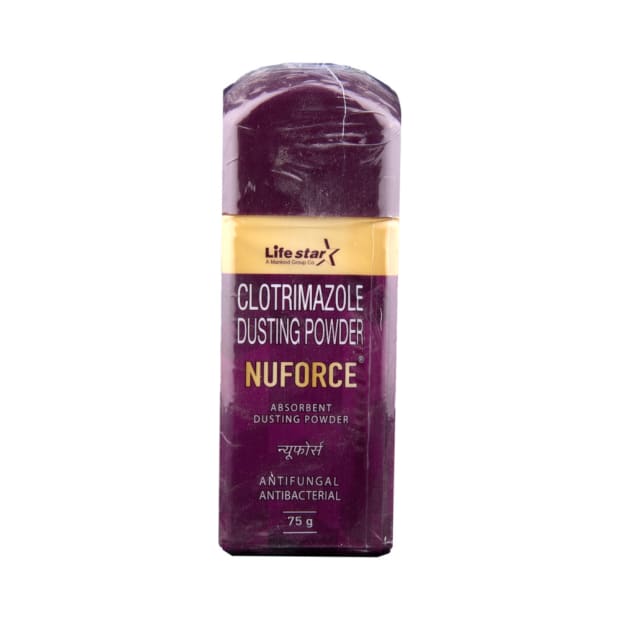 Life star
A Mankind Group Co.
CLOTRIMAZOLE
DUSTING POWDER
NUFORCE®
ABSORBENT
DUSTING POWDER
न्यूफोर्स
ANTIFUNGAL
ANTIBACTERIAL
75 g